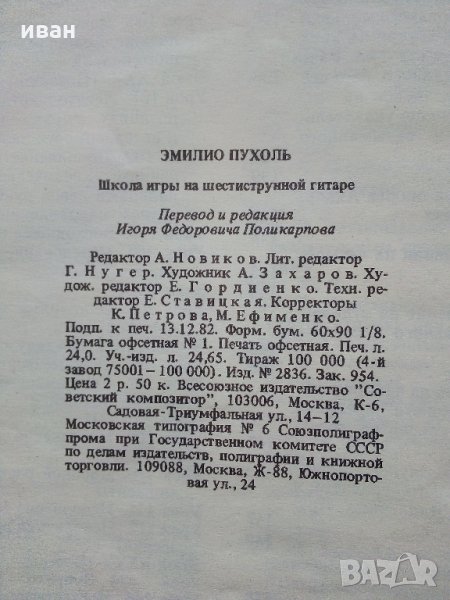 иван
ЭМИЛИО ПУХОЛЬ
Школа игры на шестиструнной гитаре
Перевод и редакция
Игоря Федоровича Поликарпова
Редактор А. Новиков. Лит. редактор
Г. Нугер. Художник А. Захаров. Ху-
дож. редактор Е. Гордиенко. Техн. ре-
дактор Е. Ставицкая. Корректоры
К. Петрова, М. Ефименко.
Подп. к печ. 13.12.82. Форм. бум. 60х90 1/8.
Бумага офсетная № 1. Печать офсетная. Печ. л.
24,0. Уч.-изд. л. 24,65. Тираж 100 000 (4-й
завод 75001-100 000). Изд. № 2836. Зак. 954.
Цена 2 р. 50 к. Всесоюзное издательство "Со-
ветский композитор", 103006, Москва, К-6,
Садовая-Триумфальная ул., 14-12
Московская типография № 6 Союзполиграф-
прома при Государственном комитете СССР
по делам издательств, полиграфии и книжной
торговли. 109088, Москва, Ж-88, Южнопорто-
вая ул., 24
BAZAR